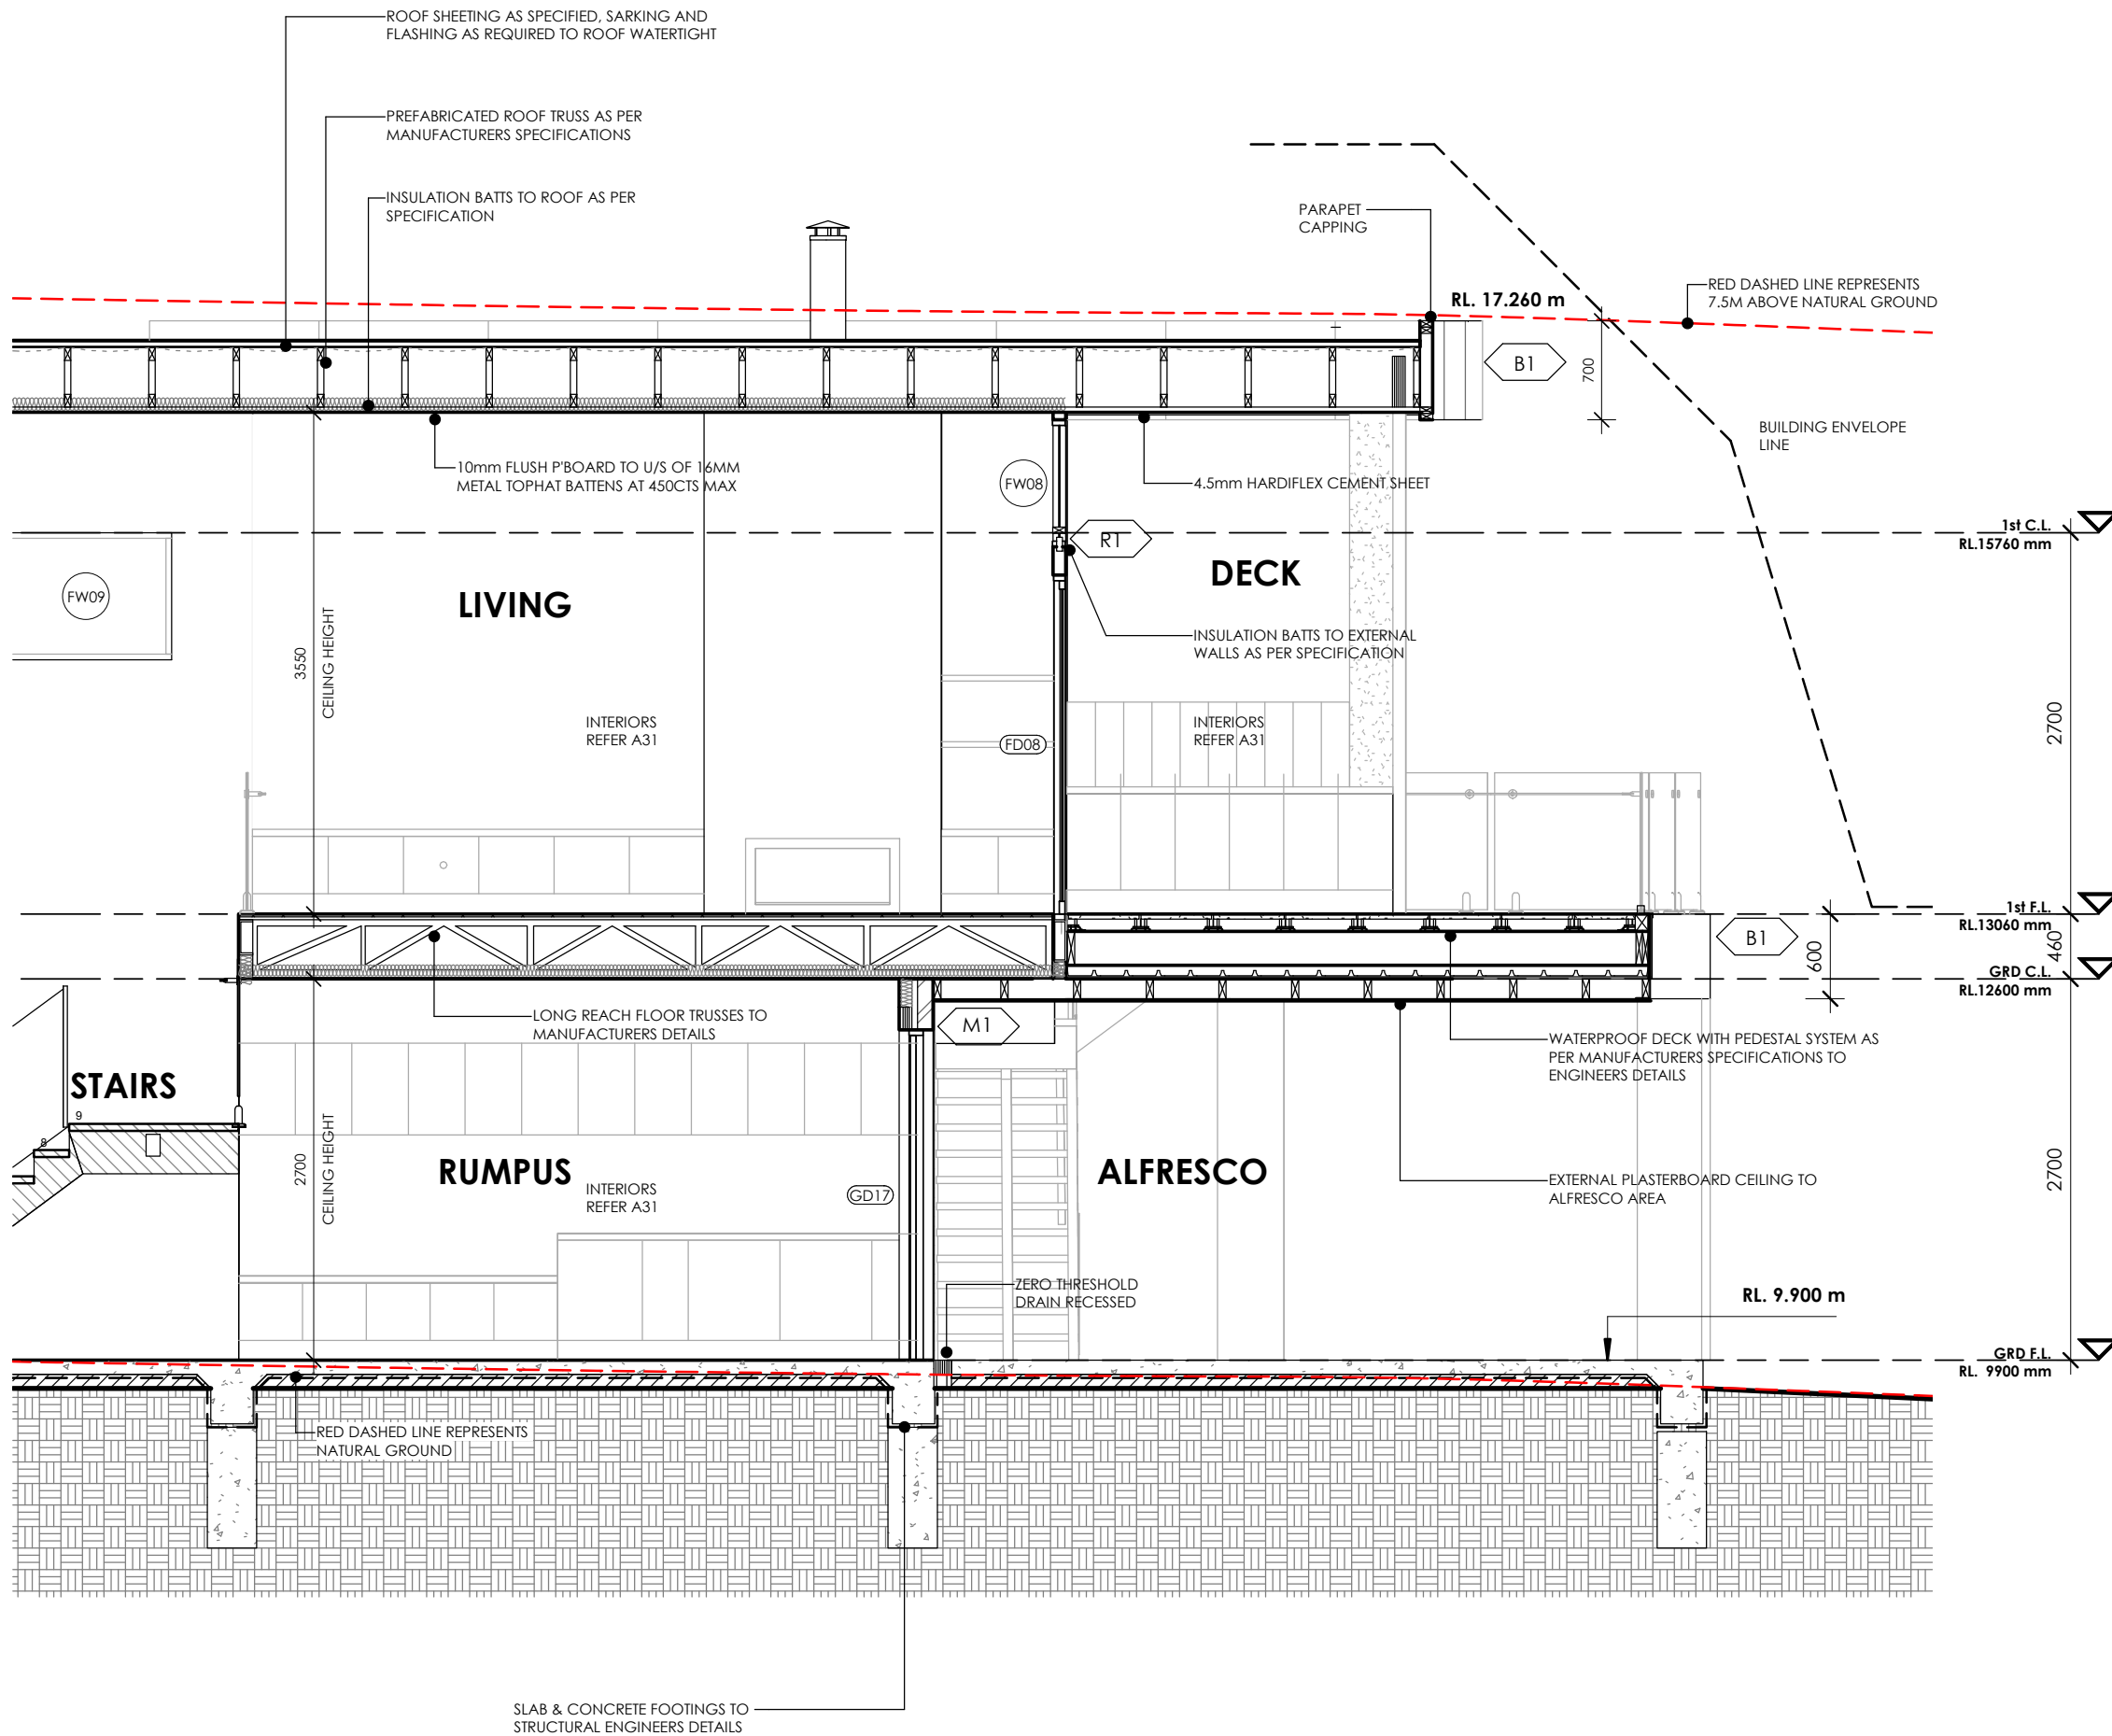 ROOF SHEETING AS SPECIFIED, SARKING AND
FLASHING AS REQUIRED TO ROOF WATERTIGHT
PREFABRICATED ROOF TRUSS AS PER
MANUFACTURERS SPECIFICATIONS
INSULATION BATTS TO ROOF AS PER
SPECIFICATION
PARAPET
CAPPING
RL. 17.260 m
RED DASHED LINE REPRESENTS
7.5M ABOVE NATURAL GROUND
B1
700
BUILDING ENVELOPE
LINE
10mm FLUSH P'BOARD TO U/S OF 16MM
METAL TOPHAT BATTENS AT 450CTS MAX
FW08
4.5mm HARDIFLEX CEMENT SHEET
1st C.L.
RL.15760 mm
R1
FW09
LIVING
DECK
3550
CEILING HEIGHT
INSULATION BATTS TO EXTERNAL
WALLS AS PER SPECIFICATION
INTERIORS
REFER A31
FD08
INTERIORS
REFER A31
2700
1st F.L.
RL.13060 mm
B1
600
460
GRD C.L.
RL.12600 mm
LONG REACH FLOOR TRUSSES TO
MANUFACTURERS DETAILS
M1
WATERPROOF DECK WITH PEDESTAL SYSTEM AS
PER MANUFACTURERS SPECIFICATIONS TO
ENGINEERS DETAILS
STAIRS
9
8
2700
CEILING HEIGHT
RUMPUS
INTERIORS
REFER A31
GD17
ALFRESCO
EXTERNAL PLASTERBOARD CEILING TO
ALFRESCO AREA
2700
ZERO THRESHOLD
DRAIN RECESSED
RL. 9.900 m
GRD F.L.
RL. 9900 mm
RED DASHED LINE REPRESENTS
NATURAL GROUND
SLAB & CONCRETE FOOTINGS TO
STRUCTURAL ENGINEERS DETAILS